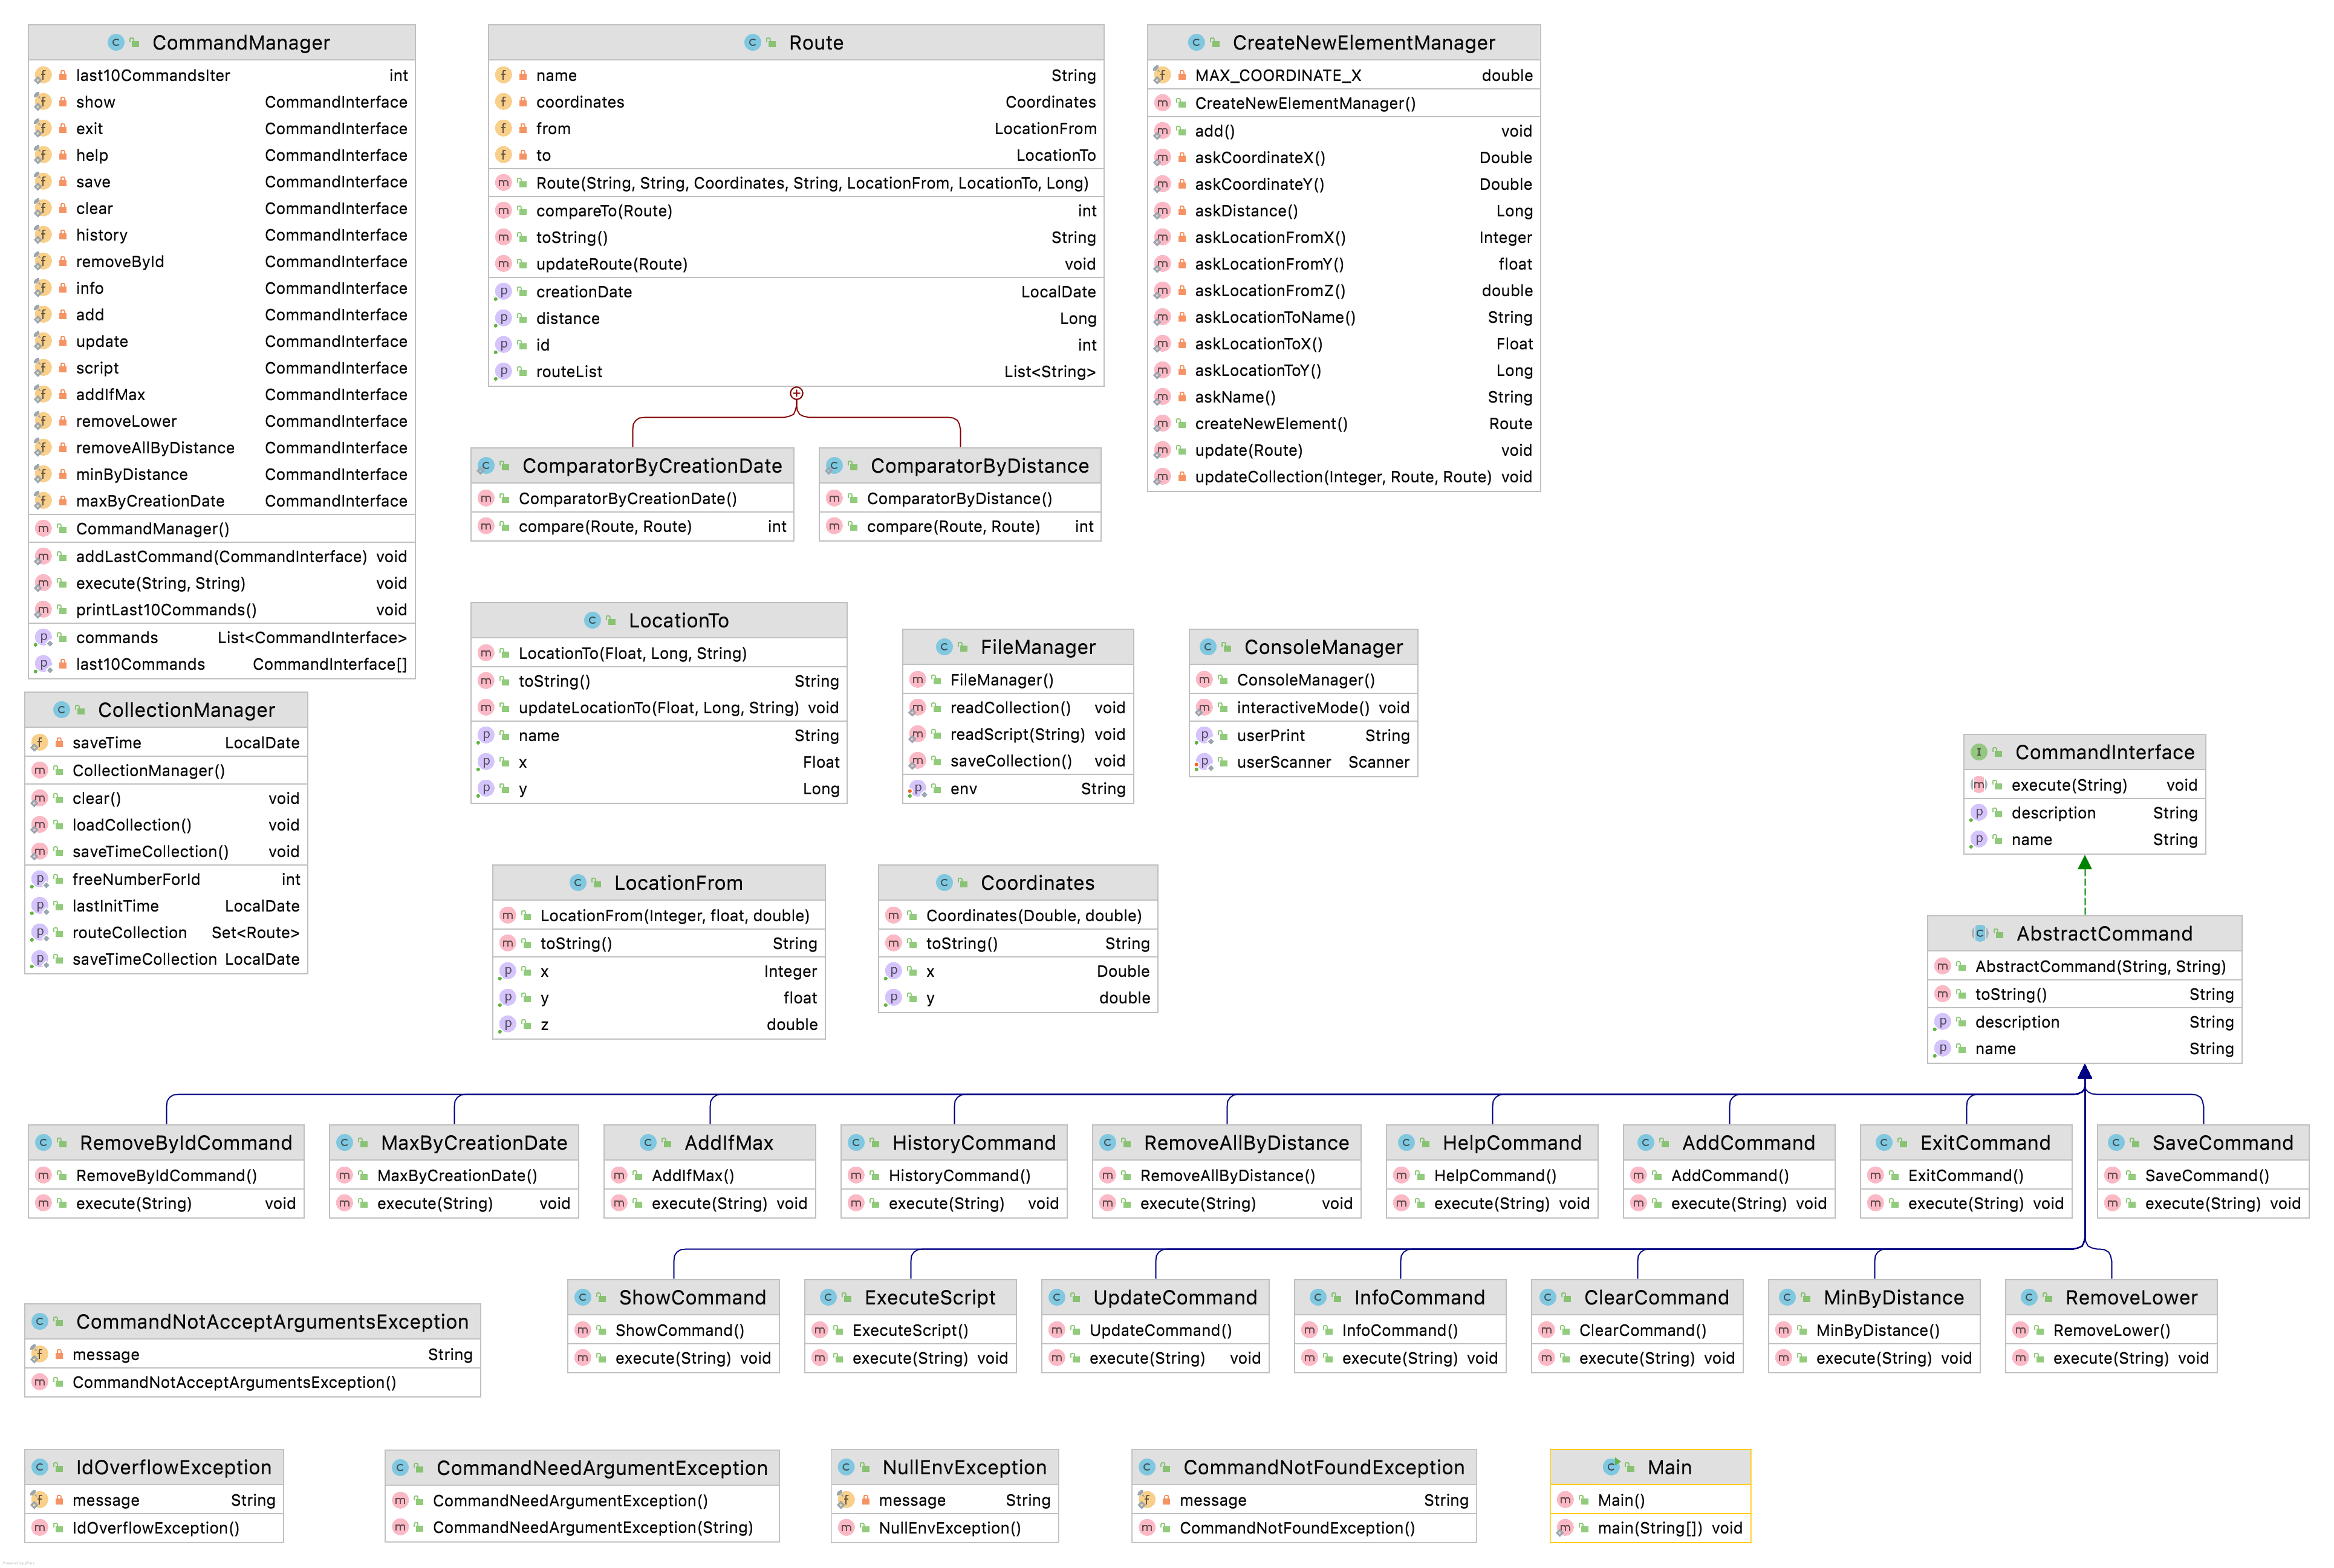 CommandManager
last10CommandsIter int
show CommandInterface
exit CommandInterface
help CommandInterface
save CommandInterface
clear CommandInterface
history CommandInterface
removeById CommandInterface
info CommandInterface
add CommandInterface
update CommandInterface
script CommandInterface
addIfMax CommandInterface
removeLower CommandInterface
removeAllByDistance CommandInterface
minByDistance CommandInterface
maxByCreationDate CommandInterface
CommandManager()
addLastCommand(CommandInterface) void
execute(String, String) void
printLast10Commands() void
commands List<CommandInterface>
last10Commands CommandInterface[]
Route
name String
coordinates Coordinates
from LocationFrom
to LocationTo
Route(String, String, Coordinates, String, LocationFrom, LocationTo, Long)
compareTo(Route) int
toString() String
updateRoute(Route) void
creationDate LocalDate
distance Long
id int
routeList List<String>
CreateNewElementManager
MAX_COORDINATE_X double
CreateNewElementManager()
add() void
askCoordinateX() Double
askCoordinateY() Double
askDistance() Long
askLocationFromX() Integer
askLocationFromY() float
askLocationFromZ() double
askLocationToName() String
askLocationToX() Float
askLocationToY() Long
askName() String
createNewElement() Route
update(Route) void
updateCollection(Integer, Route, Route) void
ComparatorByCreationDate
ComparatorByCreationDate()
compare(Route, Route) int
ComparatorByDistance
ComparatorByDistance()
compare(Route, Route) int
LocationTo
LocationTo(Float, Long, String)
toString() String
updateLocationTo(Float, Long, String) void
name String
x Float
y Long
FileManager
FileManager()
readCollection() void
readScript(String) void
saveCollection() void
env String
ConsoleManager
ConsoleManager()
interactiveMode() void
userPrint String
userScanner Scanner
CollectionManager
saveTime LocalDate
CollectionManager()
clear() void
loadCollection() void
saveTimeCollection() void
freeNumberForId int
lastInitTime LocalDate
routeCollection Set<Route>
saveTimeCollection LocalDate
CommandInterface
execute(String) void
description String
name String
LocationFrom
LocationFrom(Integer, float, double)
toString() String
x Integer
y float
z double
Coordinates
Coordinates(Double, double)
toString() String
x Double
y double
AbstractCommand
AbstractCommand(String, String)
toString() String
description String
name String
RemoveByIdCommand
RemoveByIdCommand()
execute(String) void
MaxByCreationDate
MaxByCreationDate()
execute(String) void
AddIfMax
AddIfMax()
execute(String) void
HistoryCommand
HistoryCommand()
execute(String) void
RemoveAllByDistance
RemoveAllByDistance()
execute(String) void
HelpCommand
HelpCommand()
execute(String) void
AddCommand
AddCommand()
execute(String) void
ExitCommand
ExitCommand()
execute(String) void
SaveCommand
SaveCommand()
execute(String) void
ShowCommand
ShowCommand()
execute(String) void
ExecuteScript
ExecuteScript()
execute(String) void
UpdateCommand
UpdateCommand()
execute(String) void
InfoCommand
InfoCommand()
execute(String) void
ClearCommand
ClearCommand()
execute(String) void
MinByDistance
MinByDistance()
execute(String) void
RemoveLower
RemoveLower()
execute(String) void
CommandNotAcceptArgumentsException
message String
CommandNotAcceptArgumentsException()
IdOverflowException
message String
IdOverflowException()
CommandNeedArgumentException
CommandNeedArgumentException()
CommandNeedArgumentException(String)
NullEnvException
message String
NullEnvException()
CommandNotFoundException
message String
CommandNotFoundException()
Main
Main()
main(String[]) void